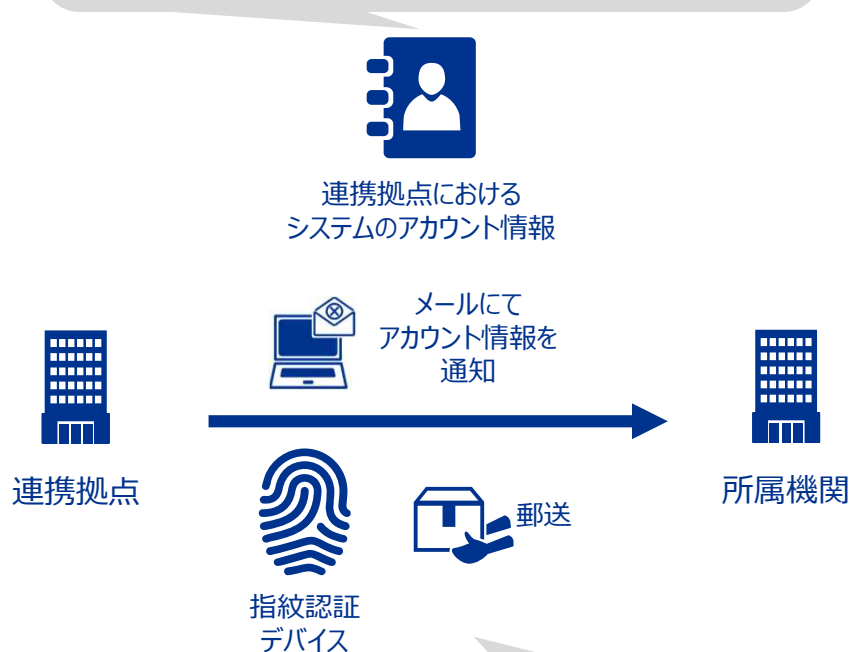 連携拠点における
システムのアカウント情報
メールにて
アカウント情報を
通知
連携拠点
所属機関
郵送
指紋認証
デバイス